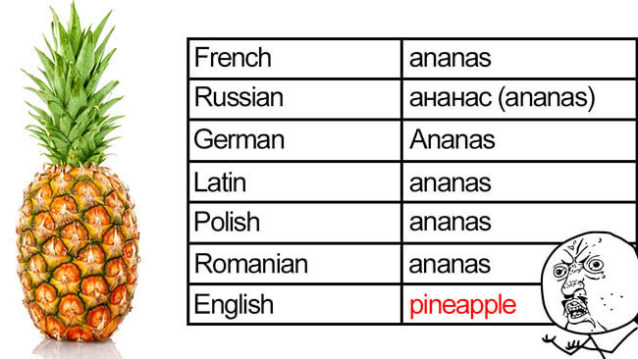 French ananas
Russian ананас (ananas)
German Ananas
Latin ananas
Polish ananas
Romanian ananas
English pineapple